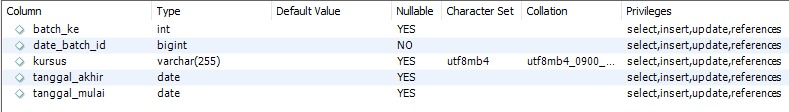 Column Type Default Value Nullable Character Set Collation Privileges
batch_ke int YES select,insert,update,references
date_batch_id bigint NO select,insert,update,references
kursus varchar(255) YES utf8mb4 utf8mb4_0900_... select,insert,update,references
tanggal_akhir date YES select,insert,update,references
tanggal_mulai date YES select,insert,update,references